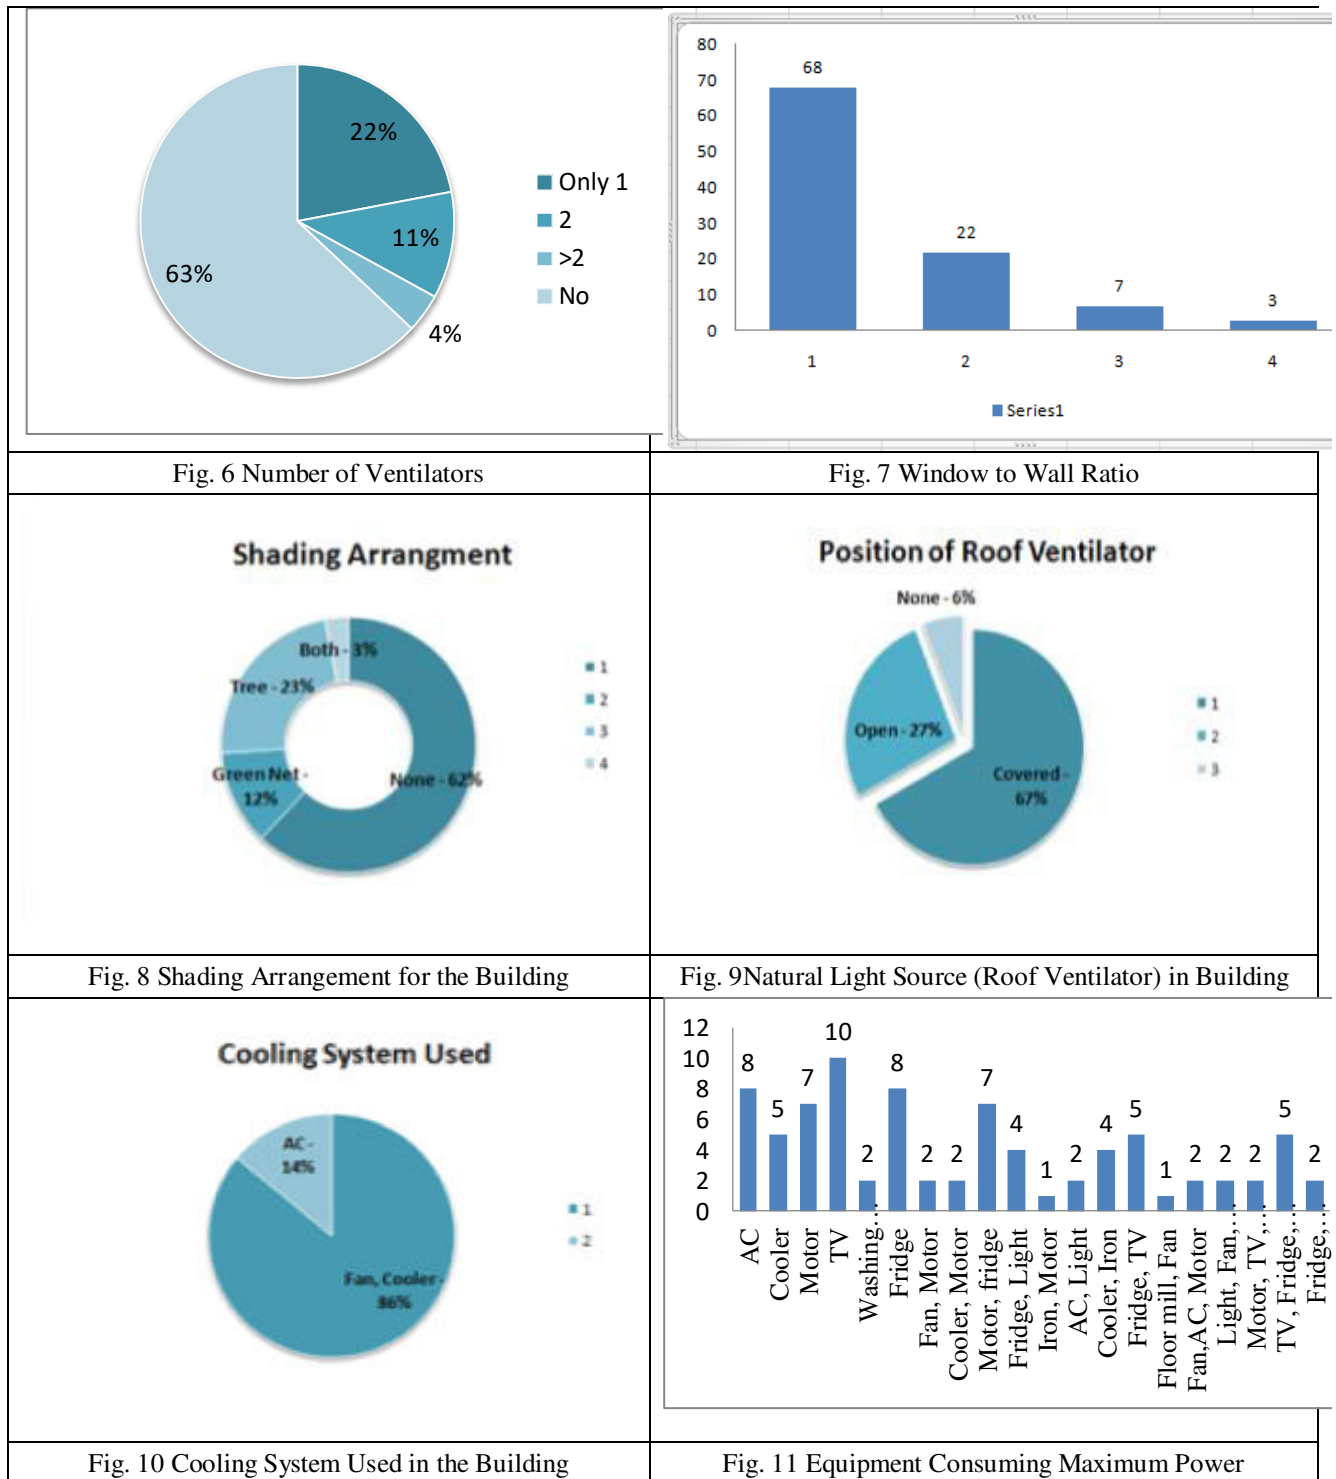 22%
11%
4%
63%
Only 1
2
>2
No
80
70
60
50
40
30
20
10
0
68
22
7
3
1
2
3
4
Series1
Fig. 6 Number of Ventilators
Fig. 7 Window to Wall Ratio
Shading Arrangment
Both - 3%
Tree - 23%
Green Net -
12%
None - 62%
1
2
3
4
Position of Roof Ventilator
None - 6%
Open - 27%
Covered -
67%
1
2
3
Fig. 8 Shading Arrangement for the Building
Fig. 9Natural Light Source (Roof Ventilator) in Building
Cooling System Used
AC -
14%
Fan, Cooler -
86%
1
2
12
10
8
6
4
2
0
8
5
7
10
2
8
2
2
7
4
1
2
4
5
1
2
2
2
5
2
AC
Cooler
Motor
TV
Washing…
Fridge
Fan, Motor
Cooler, Motor
Motor, fridge
Fridge, Light
Iron, Motor
AC, Light
Cooler, Iron
Fridge, TV
Floor mill, Fan
Fan,AC, Motor
Light, Fan,…
Motor, TV,…
TV, Fridge,…
Fridge,…
Fig. 10 Cooling System Used in the Building
Fig. 11 Equipment Consuming Maximum Power